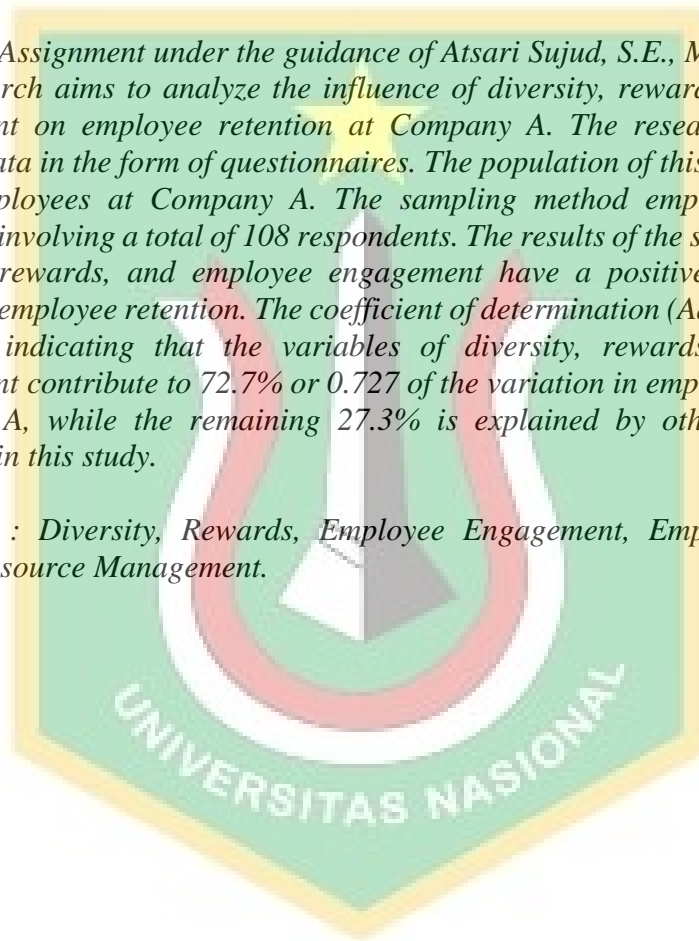 Assignment under the guidance of Atsari Sujud, S.E., M
rch aims to analyze the influence of diversity, reward
nt on employee retention at Company A. The resea
ata in the form of questionnaires. The population of this
ployees at Company A. The sampling method emp
involving a total of 108 respondents. The results of the s
rewards, and employee engagement have a positive
employee retention. The coefficient of determination (Ad
indicating that the variables of diversity, rewards
nt contribute to 72.7% or 0.727 of the variation in emp
A, while the remaining 27.3% is explained by oth
in this study.
: Diversity, Rewards, Employee Engagement, Emp
source Management.
UNIVERSITAS NASIONAL